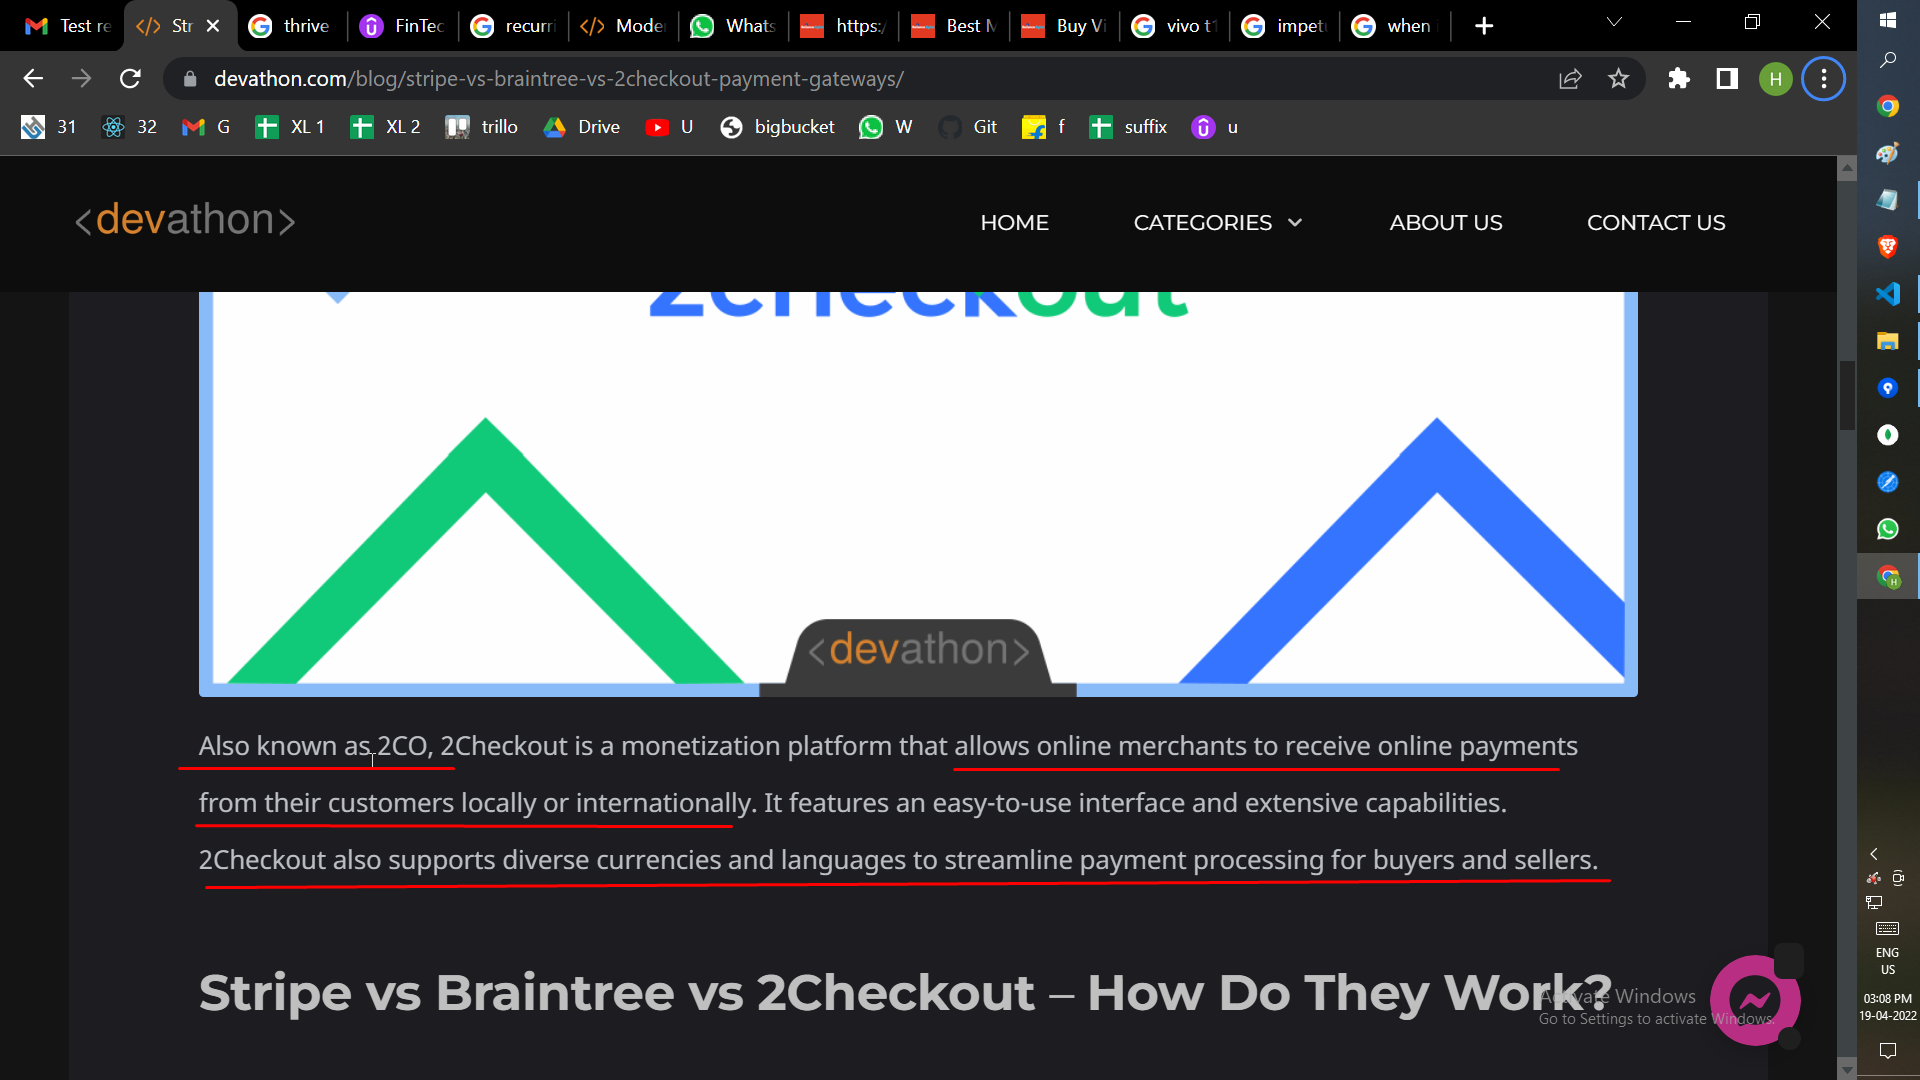 Test re
Str
thrive
FinTec
recurri
Moder
Whats
https:/
Best M
Buy Vi
vivo t1
impetu
when
devathon.com/blog/stripe-vs-braintree-vs-2checkout-payment-gateways/
H
31
32
G
XL 1
XL 2
trillo
Drive
U
bigbucket
W
Git
f
suffix
u
<devathon>
HOME
CATEGORIES
ABOUT US
CONTACT US
2checkout
<devathon>
Also known as 2CO, 2Checkout is a monetization platform that allows online merchants to receive online payments
from their customers locally or internationally. It features an easy-to-use interface and extensive capabilities.
2Checkout also supports diverse currencies and languages to streamline payment processing for buyers and sellers.
Stripe vs Braintree vs 2Checkout – How Do They Work?
Activate Windows
Go to Settings to activate Windows.
ENG
US
03:08 PM
19-04-2022